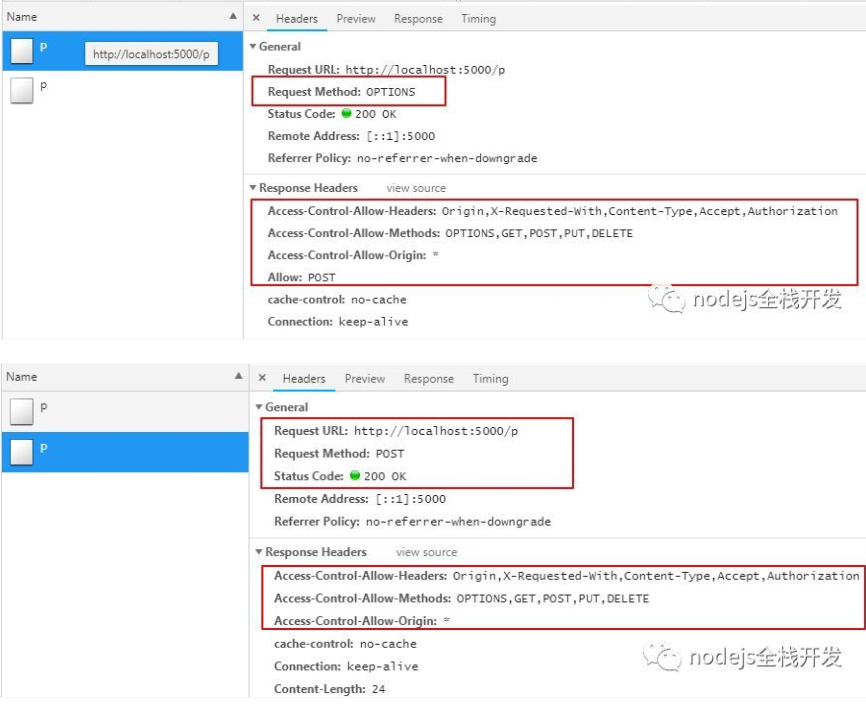 Name ▲ × Headers Preview Response Timing
p
http://localhost:5000/p
p
▼ General
Request URL: http://localhost:5000/p
Request Method: OPTIONS
Status Code: 200 OK
Remote Address: [::1]:5000
Referrer Policy: no-referrer-when-downgrade
▼ Response Headers view source
Access-Control-Allow-Headers: Origin,X-Requested-With,Content-Type,Accept,Authorization
Access-Control-Allow-Methods: OPTIONS,GET,POST,PUT,DELETE
Access-Control-Allow-Origin: *
Allow: POST
cache-control: no-cache
Connection: keep-alive
nodejs全栈开发
Name ▲ × Headers Preview Response Timing
p
p
▼ General
Request URL: http://localhost:5000/p
Request Method: POST
Status Code: 200 OK
Remote Address: [::1]:5000
Referrer Policy: no-referrer-when-downgrade
▼ Response Headers view source
Access-Control-Allow-Headers: Origin,X-Requested-With,Content-Type,Accept,Authorization
Access-Control-Allow-Methods: OPTIONS,GET,POST,PUT,DELETE
Access-Control-Allow-Origin: *
cache-control: no-cache
Connection: keep-alive
Content-Length: 24
nodejs全栈开发